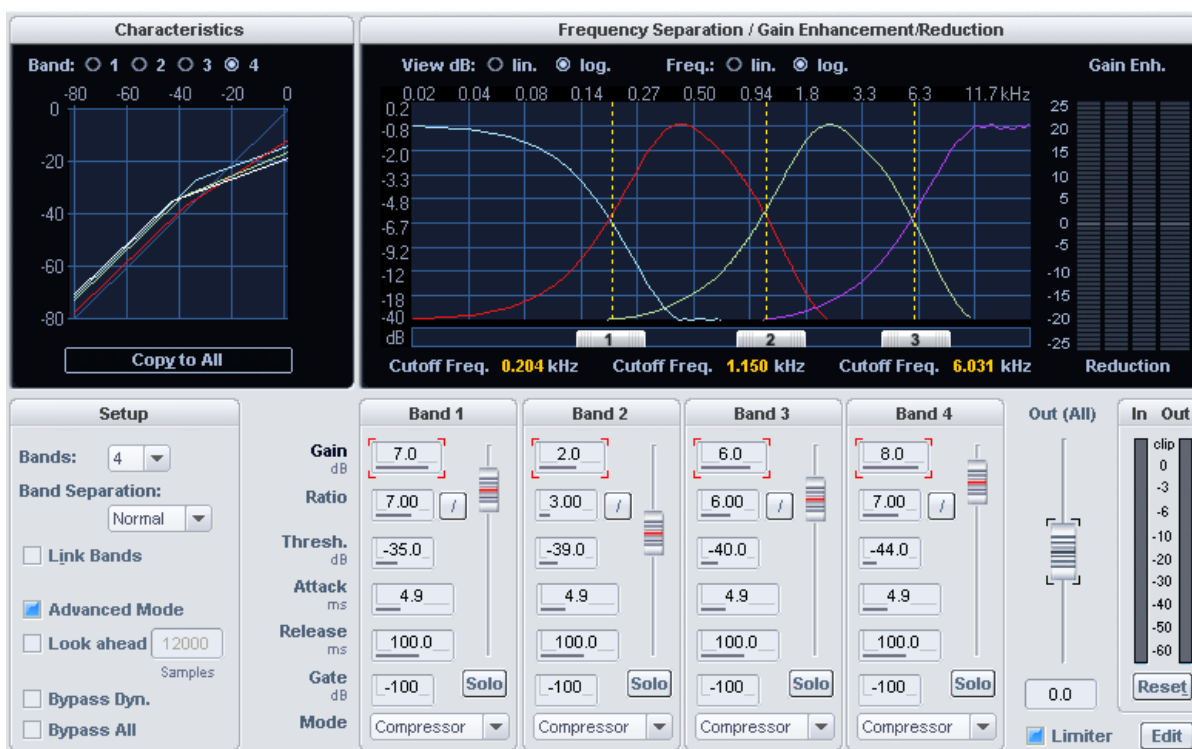 Characteristics
Band: 1 2 3 4
-80 -60 -40 -20 0
0
-20
-40
-60
-80
Copy to All
Frequency Separation / Gain Enhancement/Reduction
View dB: lin. log. Freq.: lin. log. Gain Enh.
0.02 0.04 0.08 0.14 0.27 0.50 0.94 1.8 3.3 6.3 11.7 kHz
0.2
-0.8
-2.0
-3.3
-4.8
-6.7
-9.2
-12
-18
-40
dB
1 2 3
25
20
15
10
5
0
-5
-10
-15
-20
-25
Cutoff Freq. 0.204 kHz Cutoff Freq. 1.150 kHz Cutoff Freq. 6.031 kHz Reduction
Setup
Bands: 4
Band Separation:
Normal
Link Bands
Advanced Mode
Look ahead 12000
Samples
Bypass Dyn.
Bypass All
Band 1 Band 2 Band 3 Band 4
Gain dB 7.0 2.0 6.0 8.0
Ratio 7.00 / 3.00 / 6.00 / 7.00 /
Thresh. dB -35.0 -39.0 -40.0 -44.0
Attack ms 4.9 4.9 4.9 4.9
Release ms 100.0 100.0 100.0 100.0
Gate dB -100 Solo -100 Solo -100 Solo -100 Solo
Mode Compressor Compressor Compressor Compressor
Out (All)
0.0
Limiter
In Out
clip
0
-3
-6
-10
-20
-30
-40
-50
-60
Reset
Edit